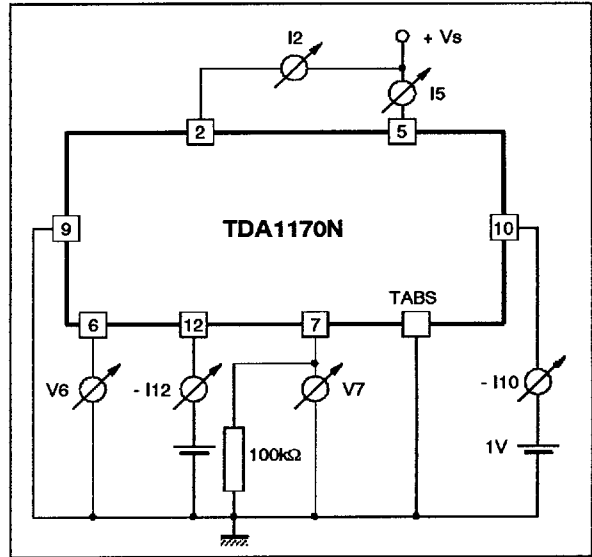 I2
+ Vs
I5
2
5
9
TDA1170N
10
TABS
6
12
7
V6
- I12
V7
- I10
100kΩ
1V